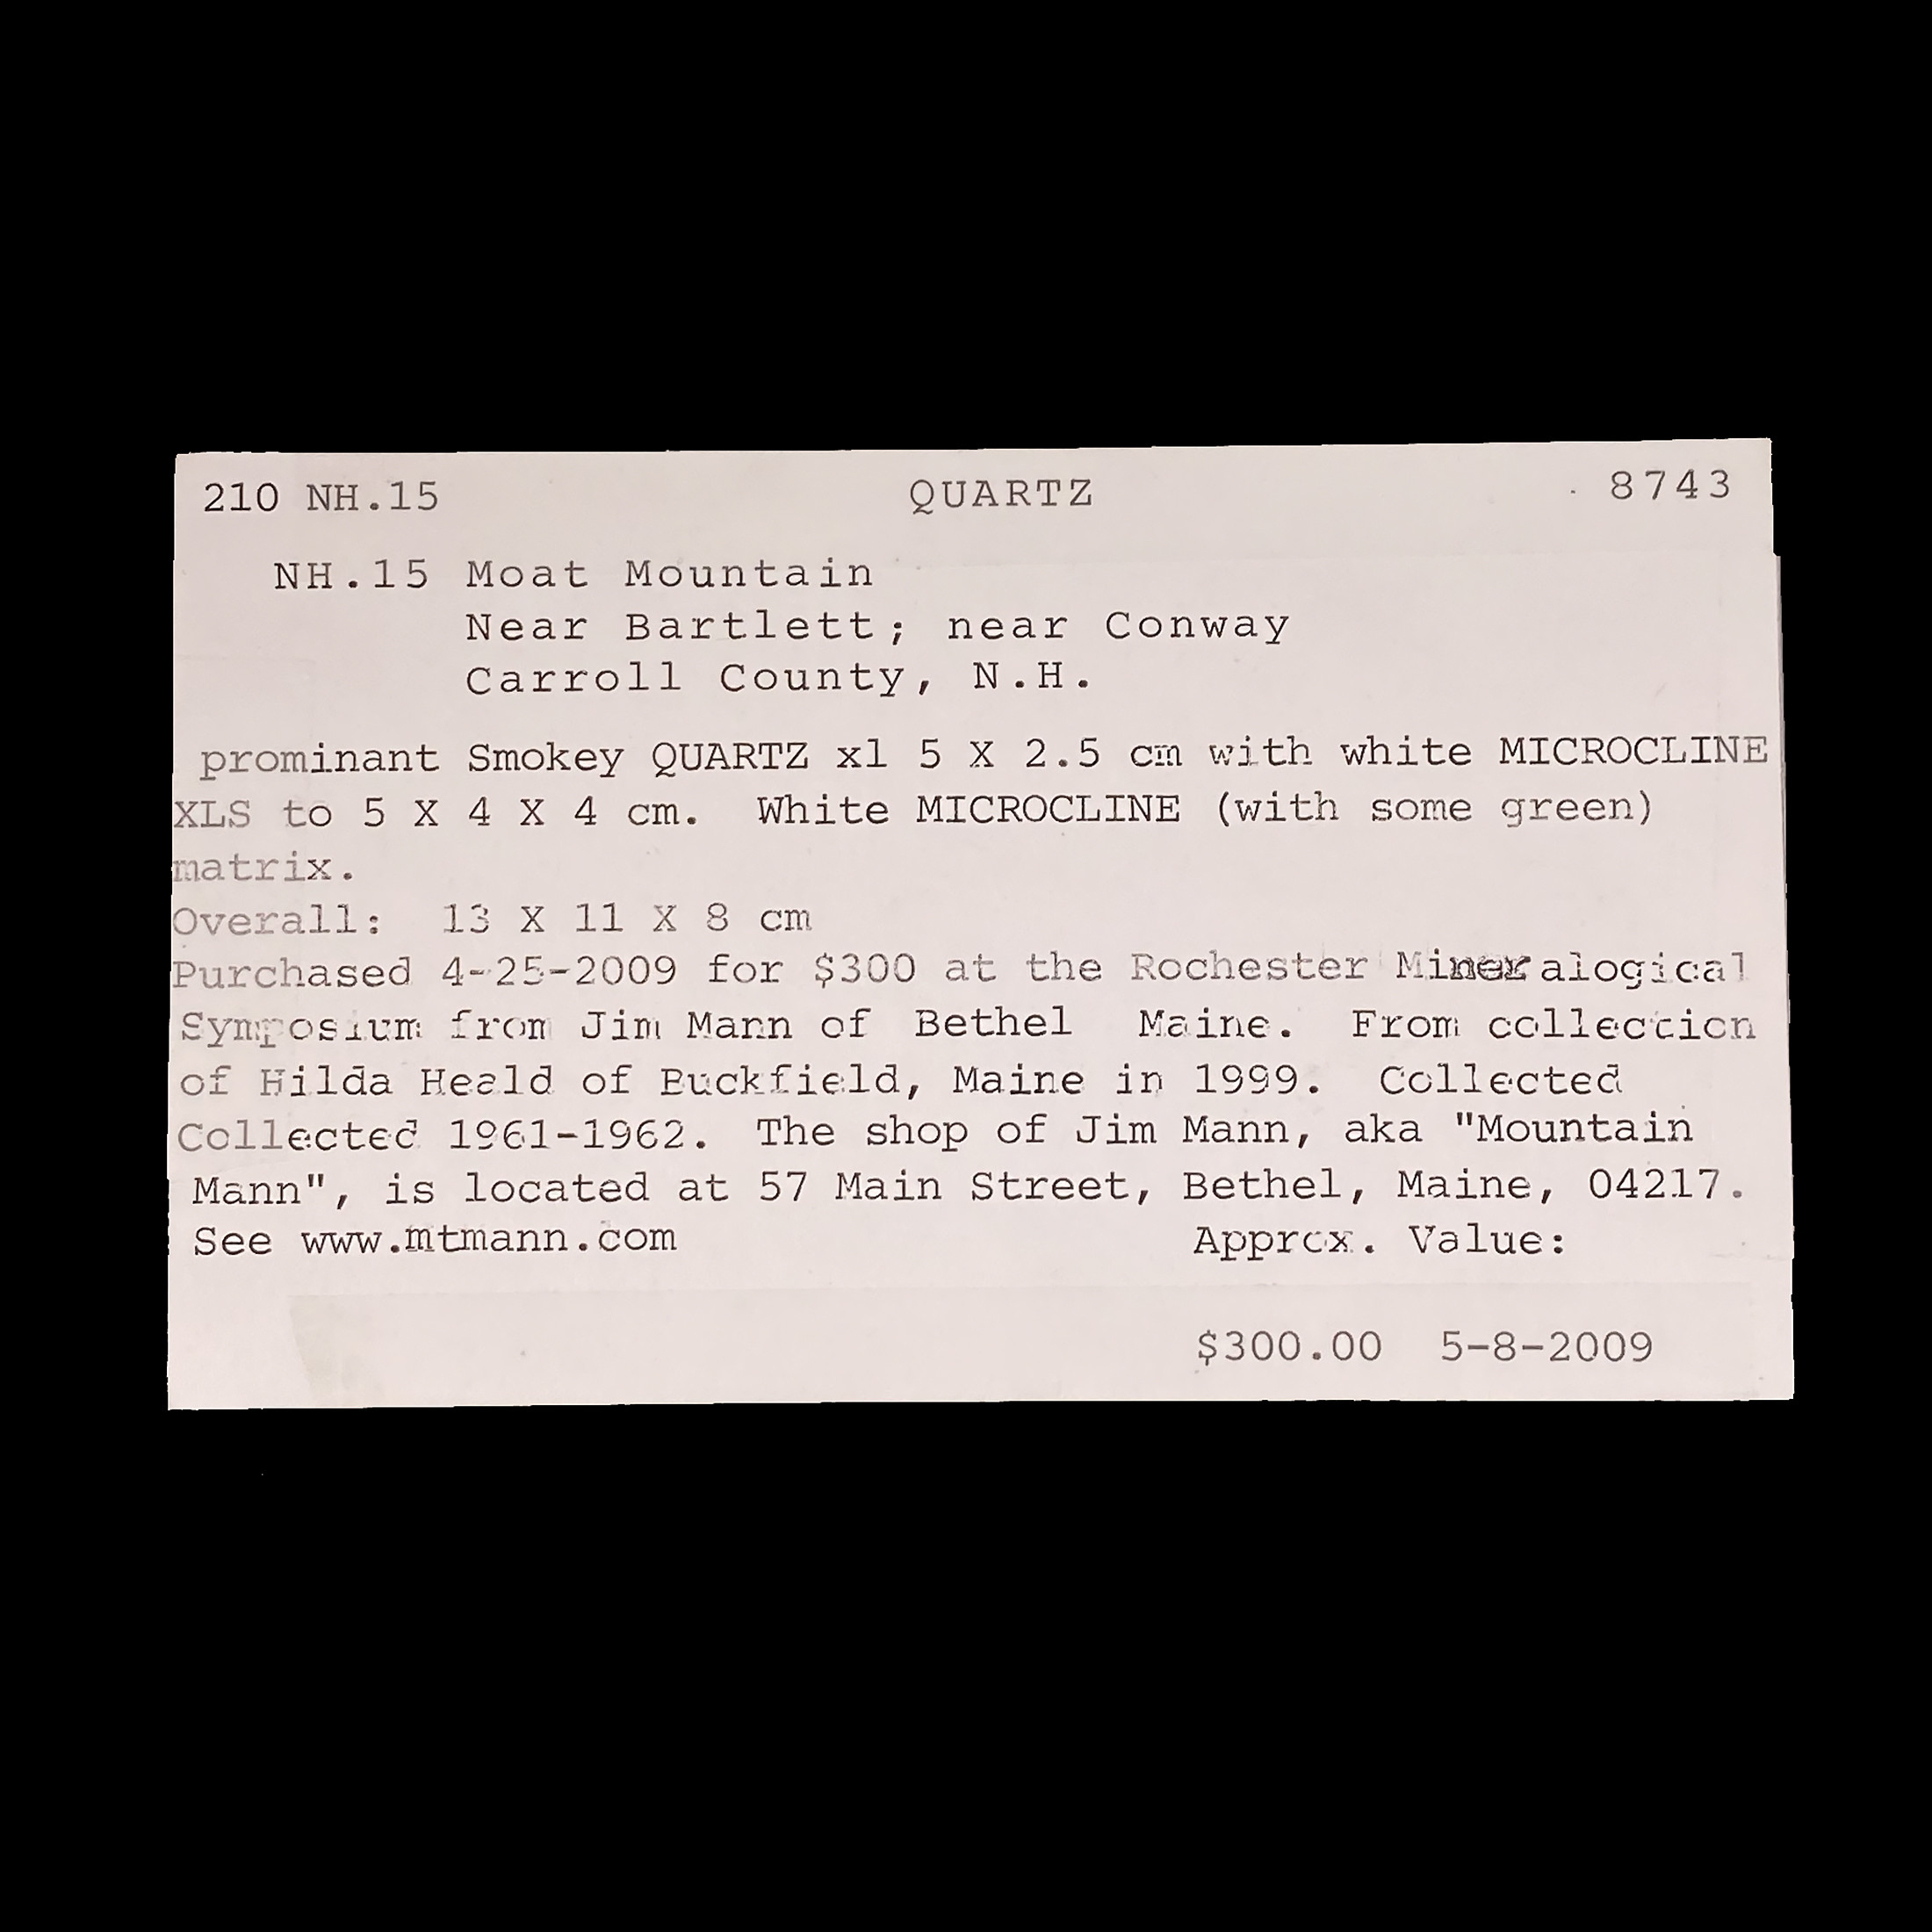 210 NH.15 QUARTZ 8743
NH.15 Moat Mountain
Near Bartlett; near Conway
Carroll County, N.H.
prominant Smokey QUARTZ xl 5 X 2.5 cm with white MICROCLINE
XLS to 5 X 4 X 4 cm. White MICROCLINE (with some green)
matrix.
Overall: 13 X 11 X 8 cm
Purchased 4-25-2009 for $300 at the Rochester Mineralogical
Symposium from Jim Mann of Bethel Maine. From collection
of Hilda Heald of Buckfield, Maine in 1999. Collected
Collected 1961-1962. The shop of Jim Mann, aka "Mountain
Mann", is located at 57 Main Street, Bethel, Maine, 04217.
See www.mtmann.com Approx. Value:
$300.00 5-8-2009